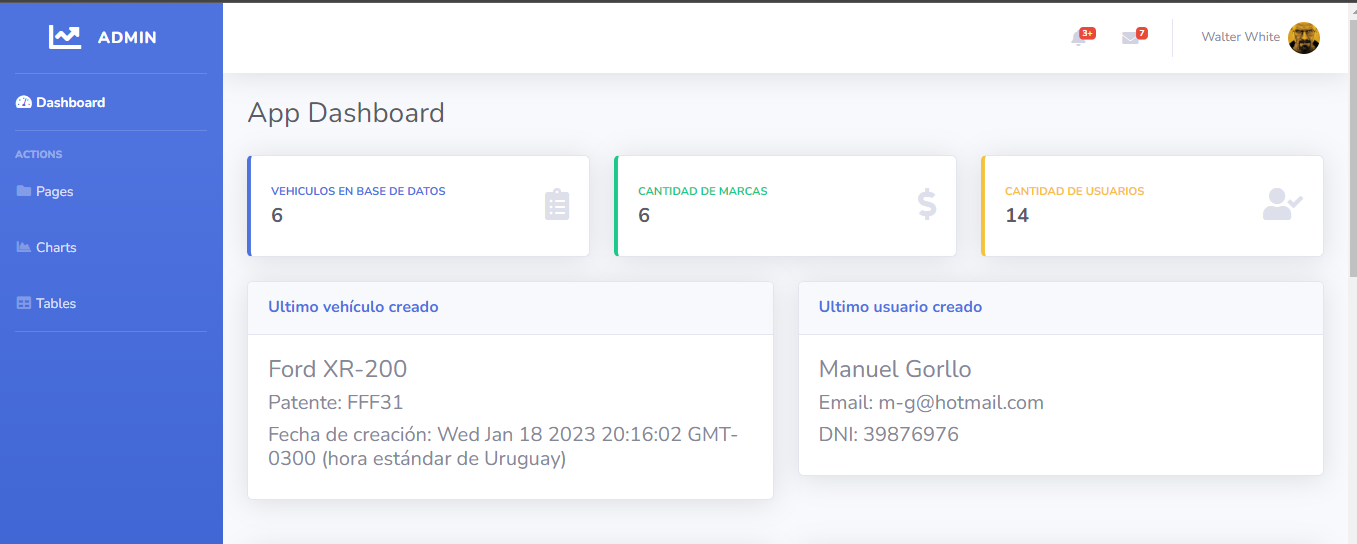 ADMIN
3+
7
Walter White
Dashboard
ACTIONS
Pages
Charts
Tables
App Dashboard
VEHICULOS EN BASE DE DATOS
6
CANTIDAD DE MARCAS
6
CANTIDAD DE USUARIOS
14
Ultimo vehículo creado
Ford XR-200
Patente: FFF31
Fecha de creación: Wed Jan 18 2023 20:16:02 GMT-
0300 (hora estándar de Uruguay)
Ultimo usuario creado
Manuel Gorllo
Email: m-g@hotmail.com
DNI: 39876976